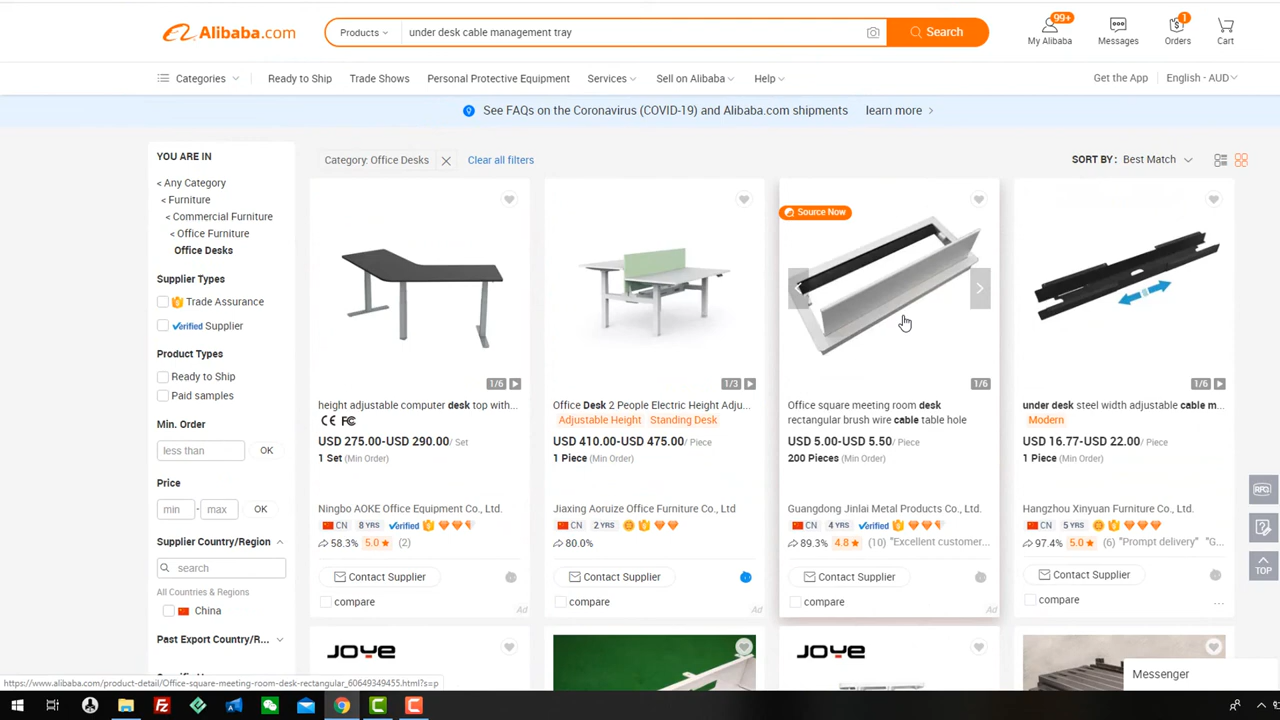 Alibaba.com
Products
under desk cable management tray
Search
99+
My Alibaba
Messages
1
Orders
Cart
Categories
Ready to Ship
Trade Shows
Personal Protective Equipment
Services
Sell on Alibaba
Help
Get the App
English - AUD
See FAQs on the Coronavirus (COVID-19) and Alibaba.com shipments
learn more >
YOU ARE IN
< Any Category
< Furniture
< Commercial Furniture
< Office Furniture
Office Desks
Supplier Types
Trade Assurance
Verified Supplier
Product Types
Ready to Ship
Paid samples
Min. Order
less than
OK
Price
min - max
OK
Supplier Country/Region
search
All Countries & Regions
China
Past Export Country/R...
Category: Office Desks
Clear all filters
SORT BY: Best Match
1/6
height adjustable computer desk top with...
CE FC
USD 275.00-USD 290.00/ Set
1 Set (Min Order)
Ningbo AOKE Office Equipment Co., Ltd.
CN 8 YRS Verified
58.3% 5.0 ★ (2)
Contact Supplier
compare
Ad
1/3
Office Desk 2 People Electric Height Adju...
Adjustable Height Standing Desk
USD 410.00-USD 475.00/ Piece
1 Piece (Min Order)
Jiaxing Aoruize Office Furniture Co., Ltd
CN 2 YRS
80.0%
Contact Supplier
compare
Ad
Source Now
1/6
Office square meeting room desk
rectangular brush wire cable table hole
USD 5.00-USD 5.50/ Piece
200 Pieces (Min Order)
Guangdong Jinlai Metal Products Co., Ltd.
CN 4 YRS Verified
89.3% 4.8 ★ (10) "Excellent customer...
Contact Supplier
compare
Ad
1/6
under desk steel width adjustable cable m...
Modern
USD 16.77-USD 22.00/ Piece
1 Piece (Min Order)
Hangzhou Xinyuan Furniture Co., Ltd.
CN 5 YRS
97.4% 5.0 ★ (6) "Prompt delivery" "G...
Contact Supplier
compare
...
JOYe
JOYe
RFQ
TOP
Messenger
https://www.alibaba.com/product-detail/Office-square-meeting-room-desk-rectangular_60649349455.html?s=p